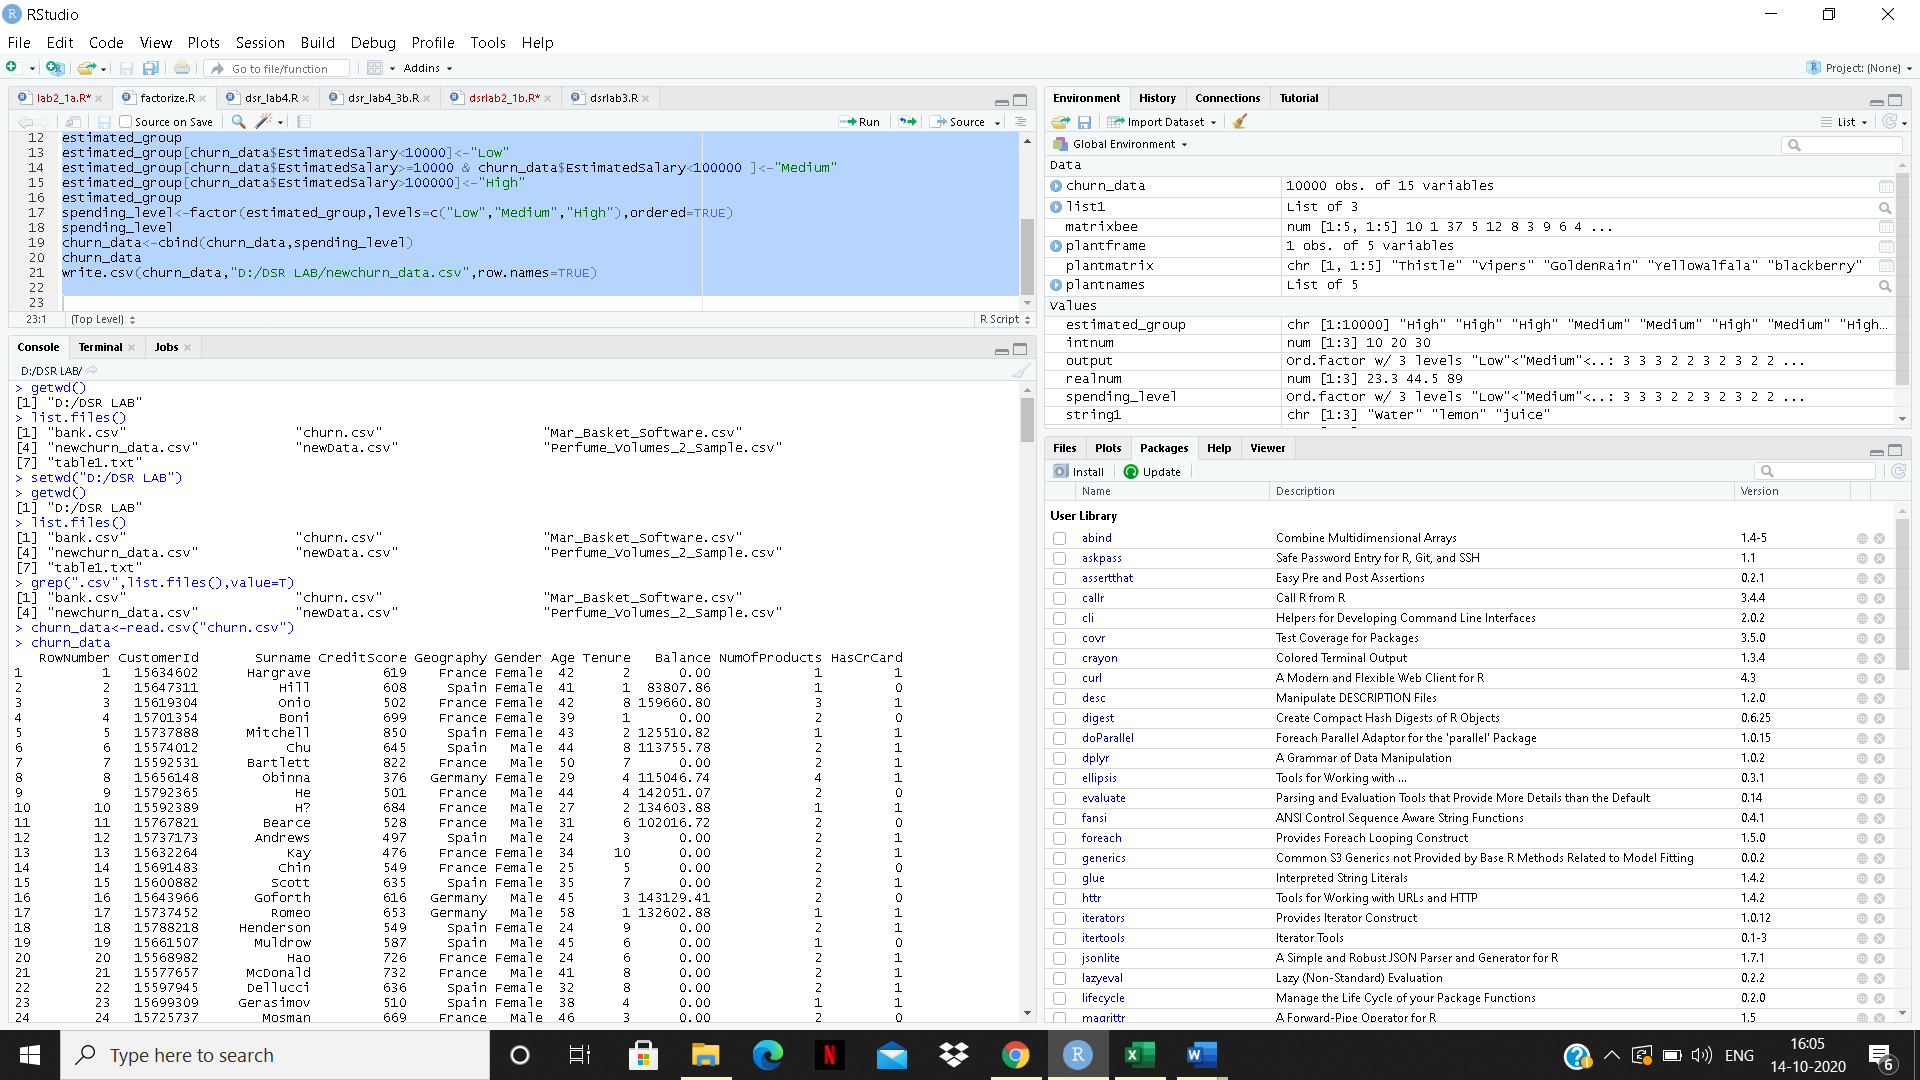 RStudio
File Edit Code View Plots Session Build Debug Profile Tools Help
Go to file/function Addins Project: (None)
lab2_1a.R* factorize.R dsr_lab4.R dsr_lab4_3b.R dsrlab2_1b.R* dsrlab3.R
Source on Save Run Source
12 estimated_group
13 estimated_group[churn_data$EstimatedSalary<10000]<-"Low"
14 estimated_group[churn_data$EstimatedSalary>=10000 & churn_data$EstimatedSalary<100000 ]<-"Medium"
15 estimated_group[churn_data$EstimatedSalary>100000]<-"High"
16 estimated_group
17 spending_level<-factor(estimated_group,levels=c("Low","Medium","High"),ordered=TRUE)
18 spending_level
19 churn_data<-cbind(churn_data,spending_level)
20 churn_data
21 write.csv(churn_data,"D:/DSR LAB/newchurn_data.csv",row.names=TRUE)
22
23
23:1 (Top Level) R Script
Console Terminal Jobs
D:/DSR LAB/
> getwd()
[1] "D:/DSR LAB"
> list.files()
[1] "bank.csv" "churn.csv" "Mar_Basket_Software.csv"
[4] "newchurn_data.csv" "newData.csv" "Perfume_Volumes_2_Sample.csv"
[7] "table1.txt"
> setwd("D:/DSR LAB")
> getwd()
[1] "D:/DSR LAB"
> list.files()
[1] "bank.csv" "churn.csv" "Mar_Basket_Software.csv"
[4] "newchurn_data.csv" "newData.csv" "Perfume_Volumes_2_Sample.csv"
[7] "table1.txt"
> grep(".csv",list.files(),value=T)
[1] "bank.csv" "churn.csv" "Mar_Basket_Software.csv"
[4] "newchurn_data.csv" "newData.csv" "Perfume_Volumes_2_Sample.csv"
> churn_data<-read.csv("churn.csv")
> churn_data
RowNumber CustomerId Surname CreditScore Geography Gender Age Tenure Balance NumOfProducts HasCrCard
1 1 15634602 Hargrave 619 France Female 42 2 0.00 1 1
2 2 15647311 Hill 608 Spain Female 41 1 83807.86 1 0
3 3 15619304 Onio 502 France Female 42 8 159660.80 3 1
4 4 15701354 Boni 699 France Female 39 1 0.00 2 0
5 5 15737888 Mitchell 850 Spain Female 43 2 125510.82 1 1
6 6 15574012 Chu 645 Spain Male 44 8 113755.78 2 1
7 7 15592531 Bartlett 822 France Male 50 7 0.00 2 1
8 8 15656148 Obinna 376 Germany Female 29 4 115046.74 4 1
9 9 15792365 He 501 France Male 44 4 142051.07 2 0
10 10 15592389 H? 684 France Male 27 2 134603.88 1 1
11 11 15767821 Bearce 528 France Male 31 6 102016.72 2 0
12 12 15737173 Andrews 497 Spain Male 24 3 0.00 2 1
13 13 15632264 Kay 476 France Female 34 10 0.00 2 1
14 14 15691483 Chin 549 France Female 25 5 0.00 2 0
15 15 15600882 Scott 635 Spain Female 35 7 0.00 2 1
16 16 15643966 Goforth 616 Germany Male 45 3 143129.41 2 0
17 17 15737452 Romeo 653 Germany Male 58 1 132602.88 1 1
18 18 15788218 Henderson 549 Spain Female 24 9 0.00 2 1
19 19 15661507 Muldrow 587 Spain Male 45 6 0.00 1 0
20 20 15568982 Hao 726 France Female 24 6 0.00 2 1
21 21 15577657 McDonald 732 France Male 41 8 0.00 2 1
22 22 15597945 Dellucci 636 Spain Female 32 8 0.00 2 1
23 23 15699309 Gerasimov 510 Spain Female 38 4 0.00 1 1
24 24 15725737 Mosman 669 France Male 46 3 0.00 2 0
Environment History Connections Tutorial
Import Dataset List
Global Environment
Data
churn_data 10000 obs. of 15 variables
list1 List of 3
matrixbee num [1:5, 1:5] 10 1 37 5 12 8 3 9 6 4 ...
plantframe 1 obs. of 5 variables
plantmatrix chr [1, 1:5] "Thistle" "Vipers" "GoldenRain" "Yellowalfala" "blackberry"
plantnames List of 5
Values
estimated_group chr [1:10000] "High" "High" "High" "Medium" "Medium" "High" "Medium" "High...
intnum num [1:3] 10 20 30
output Ord.factor w/ 3 levels "Low"<"Medium"<..: 3 3 3 2 2 3 2 3 2 2 ...
realnum num [1:3] 23.3 44.5 89
spending_level Ord.factor w/ 3 levels "Low"<"Medium"<..: 3 3 3 2 2 3 2 3 2 2 ...
string1 chr [1:3] "Water" "lemon" "juice"
Files Plots Packages Help Viewer
Install Update
Name Description Version
User Library
abind Combine Multidimensional Arrays 1.4-5
askpass Safe Password Entry for R, Git, and SSH 1.1
assertthat Easy Pre and Post Assertions 0.2.1
callr Call R from R 3.4.4
cli Helpers for Developing Command Line Interfaces 2.0.2
covr Test Coverage for Packages 3.5.0
crayon Colored Terminal Output 1.3.4
curl A Modern and Flexible Web Client for R 4.3
desc Manipulate DESCRIPTION Files 1.2.0
digest Create Compact Hash Digests of R Objects 0.6.25
doParallel Foreach Parallel Adaptor for the 'parallel' Package 1.0.15
dplyr A Grammar of Data Manipulation 1.0.2
ellipsis Tools for Working with ... 0.3.1
evaluate Parsing and Evaluation Tools that Provide More Details than the Default 0.14
fansi ANSI Control Sequence Aware String Functions 0.4.1
foreach Provides Foreach Looping Construct 1.5.0
generics Common S3 Generics not Provided by Base R Methods Related to Model Fitting 0.0.2
glue Interpreted String Literals 1.4.2
httr Tools for Working with URLs and HTTP 1.4.2
iterators Provides Iterator Construct 1.0.12
itertools Iterator Tools 0.1-3
jsonlite A Simple and Robust JSON Parser and Generator for R 1.7.1
lazyeval Lazy (Non-Standard) Evaluation 0.2.2
lifecycle Manage the Life Cycle of your Package Functions 0.2.0
magrittr A Forward-Pipe Operator for R 1.5
Type here to search
ENG 16:05
14-10-2020
6